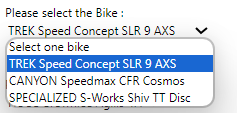 Please select the Bike :
TREK Speed Concept SLR 9 AXS
Select one bike
TREK Speed Concept SLR 9 AXS
CANYON Speedmax CFR Cosmos
SPECIALIZED S-Works Shiv TT Disc